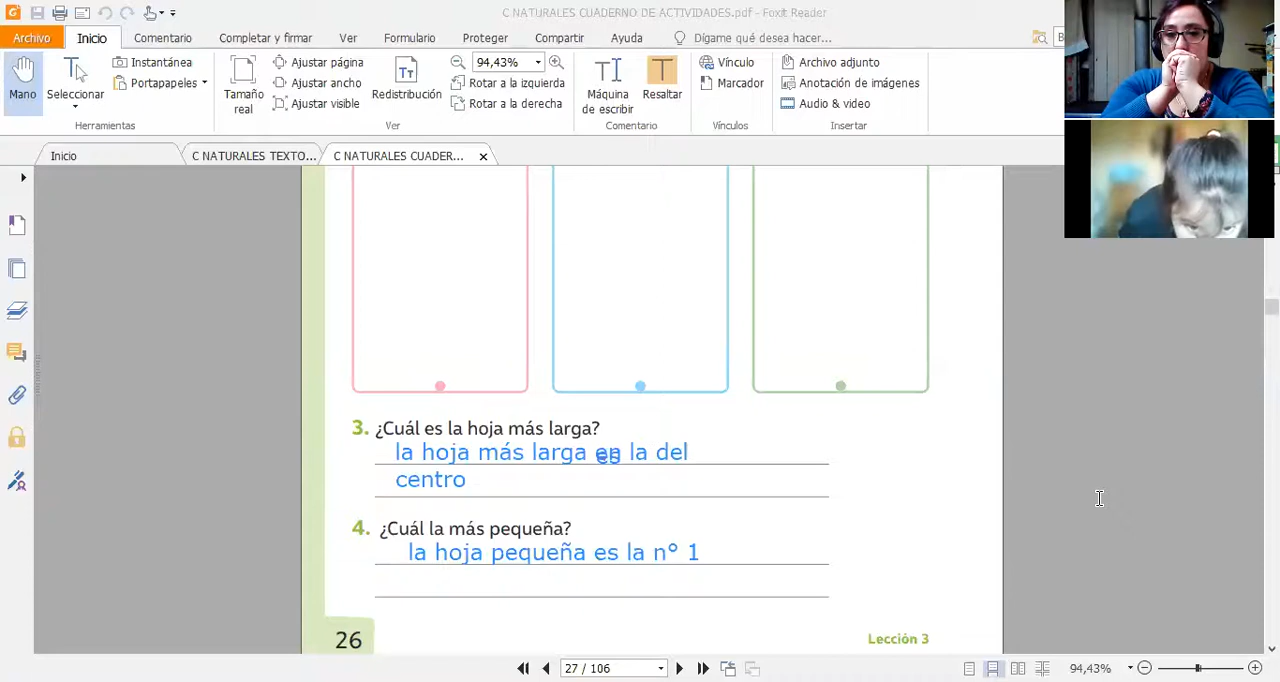 C NATURALES CUADERNO DE ACTIVIDADES.pdf - Foxit Reader
Archivo Inicio Comentario Completar y firmar Ver Formulario Proteger Compartir Ayuda Dígame qué desea hacer...
Mano
Seleccionar
Instantánea
Portapapeles
Herramientas
Tamaño real
Ajustar página
Ajustar ancho
Ajustar visible
94,43%
Rotar a la izquierda
Rotar a la derecha
Redistribución
Ver
Máquina de escribir
Resaltar
Comentario
Vínculo
Marcador
Vínculos
Archivo adjunto
Anotación de imágenes
Audio & video
Insertar
Inicio C NATURALES TEXTO... C NATURALES CUADER...
3. ¿Cuál es la hoja más larga?
la hoja más larga es la del
centro
4. ¿Cuál la más pequeña?
la hoja pequeña es la n° 1
26
Lección 3
27 / 106
94,43%